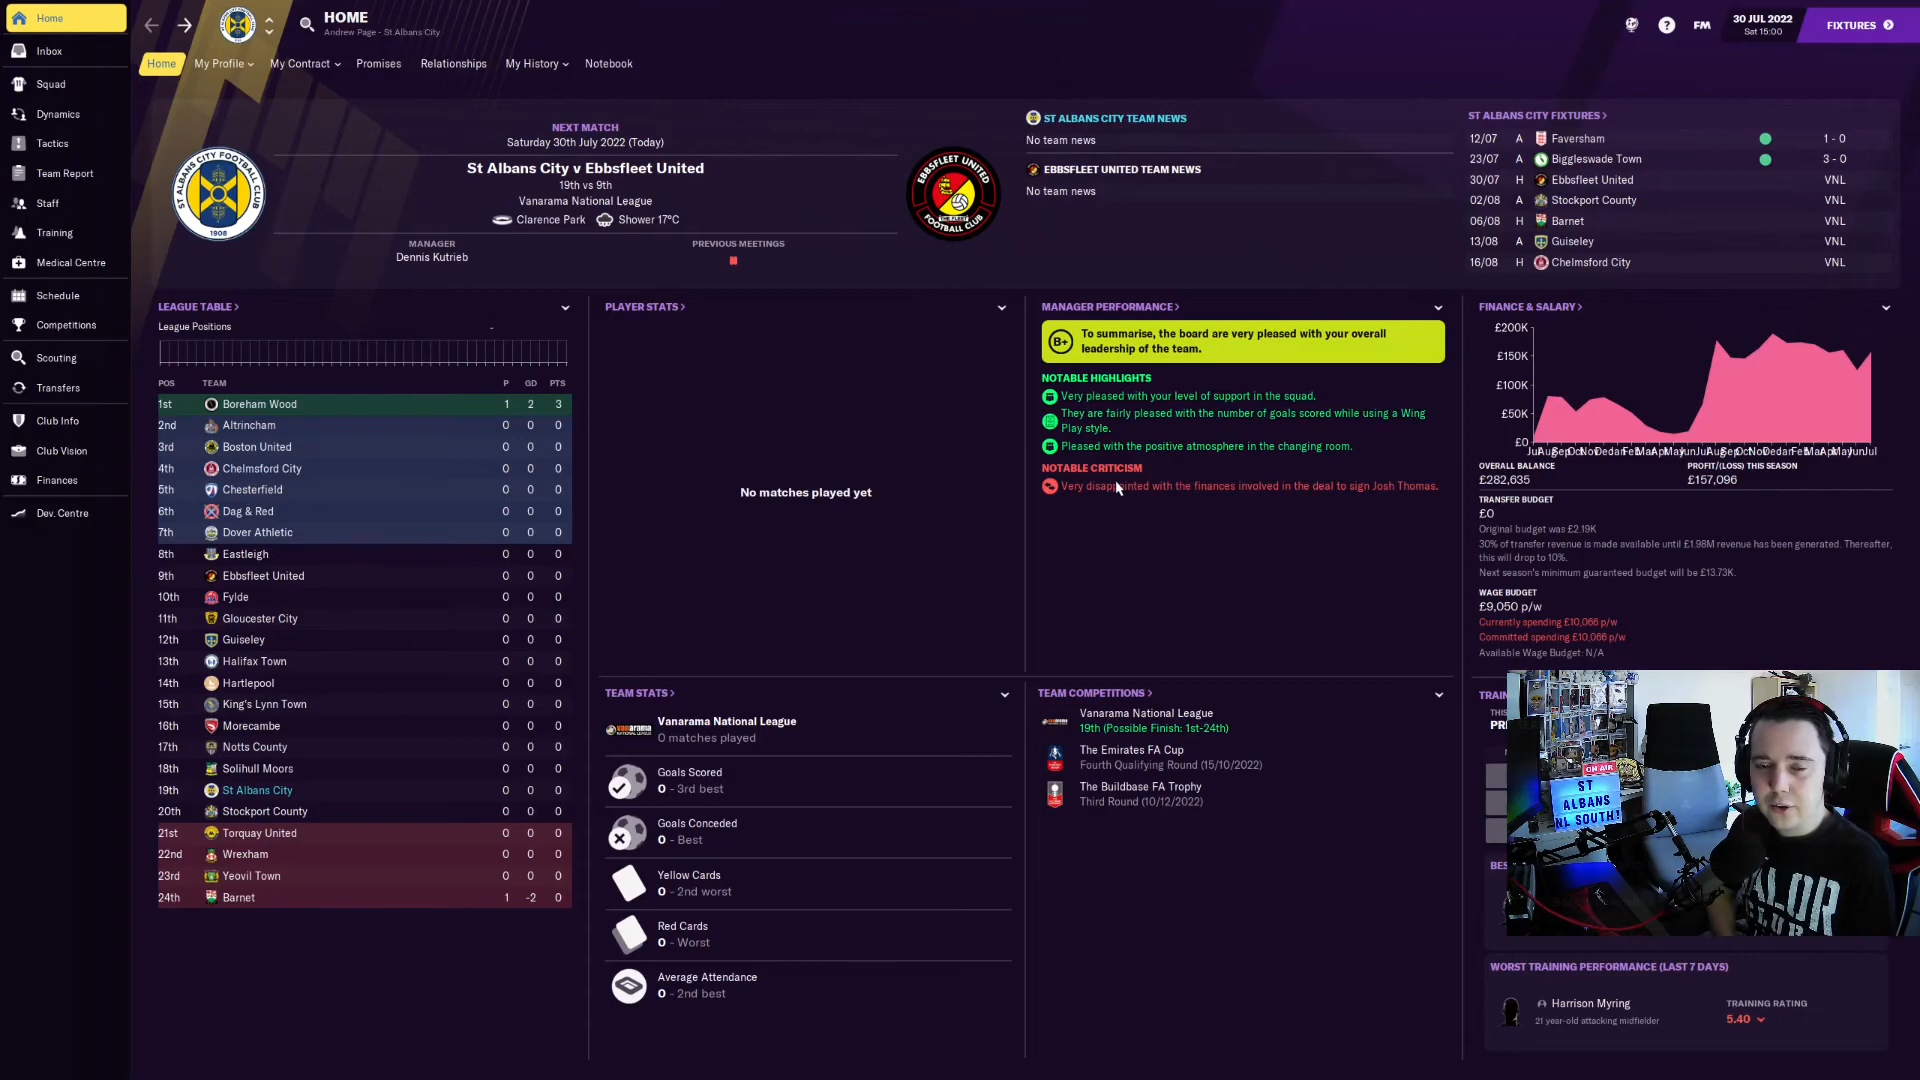 Home
Inbox
Squad
Dynamics
Tactics
Team Report
Staff
Training
Medical Centre
Schedule
Competitions
Scouting
Transfers
Club Info
Club Vision
Finances
Dev. Centre
HOME
Andrew Page - St Albans City
FM
30 JUL 2022
Sat 15:00
FIXTURES
Home
My Profile
My Contract
Promises
Relationships
My History
Notebook
ST ALBANS CITY FOOTBALL CLUB
1908
NEXT MATCH
Saturday 30th July 2022 (Today)
St Albans City v Ebbsfleet United
19th vs 9th
Vanarama National League
Clarence Park Shower 17°C
MANAGER
Dennis Kutrieb
PREVIOUS MEETINGS
EBBSFLEET UNITED
THE FLEET
FOOTBALL CLUB
ST ALBANS CITY TEAM NEWS
No team news
EBBSFLEET UNITED TEAM NEWS
No team news
ST ALBANS CITY FIXTURES >
12/07 A Faversham 1 - 0
23/07 A Biggleswade Town 3 - 0
30/07 H Ebbsfleet United VNL
02/08 A Stockport County VNL
06/08 H Barnet VNL
13/08 A Guiseley VNL
16/08 H Chelmsford City VNL
LEAGUE TABLE >
League Positions -
POS TEAM P GD PTS
1st Boreham Wood 1 2 3
2nd Altrincham 0 0 0
3rd Boston United 0 0 0
4th Chelmsford City 0 0 0
5th Chesterfield 0 0 0
6th Dag & Red 0 0 0
7th Dover Athletic 0 0 0
8th Eastleigh 0 0 0
9th Ebbsfleet United 0 0 0
10th Fylde 0 0 0
11th Gloucester City 0 0 0
12th Guiseley 0 0 0
13th Halifax Town 0 0 0
14th Hartlepool 0 0 0
15th King's Lynn Town 0 0 0
16th Morecambe 0 0 0
17th Notts County 0 0 0
18th Solihull Moors 0 0 0
19th St Albans City 0 0 0
20th Stockport County 0 0 0
21st Torquay United 0 0 0
22nd Wrexham 0 0 0
23rd Yeovil Town 0 0 0
24th Barnet 1 -2 0
PLAYER STATS >
No matches played yet
TEAM STATS >
Vanarama National League
0 matches played
Goals Scored
0 - 3rd best
Goals Conceded
0 - Best
Yellow Cards
0 - 2nd worst
Red Cards
0 - Worst
Average Attendance
0 - 2nd best
MANAGER PERFORMANCE >
B+
To summarise, the board are very pleased with your overall
leadership of the team.
NOTABLE HIGHLIGHTS
Very pleased with your level of support in the squad.
They are fairly pleased with the number of goals scored while using a Wing
Play style.
Pleased with the positive atmosphere in the changing room.
NOTABLE CRITICISM
Very disappointed with the finances involved in the deal to sign Josh Thomas.
TEAM COMPETITIONS >
Vanarama National League
19th (Possible Finish: 1st-24th)
The Emirates FA Cup
Fourth Qualifying Round (15/10/2022)
The Buildbase FA Trophy
Third Round (10/12/2022)
FINANCE & SALARY >
£200K
£150K
£100K
£50K
£0
OVERALL BALANCE
£282,635
PROFIT/(LOSS) THIS SEASON
£157,096
TRANSFER BUDGET
£0
Original budget was £2.19K
30% of transfer revenue is made available until £1.98M revenue has been generated. Thereafter,
this will drop to 10%.
Next season's minimum guaranteed budget will be £13.73K.
WAGE BUDGET
£9,050 p/w
Currently spending £10,066 p/w
Committed spending £10,066 p/w
Available Wage Budget: N/A
ON AIR
ST
ALBANS
NL SOUTH!
WORST TRAINING PERFORMANCE (LAST 7 DAYS)
Harrison Myring
21 year-old attacking midfielder
TRAINING RATING
5.40